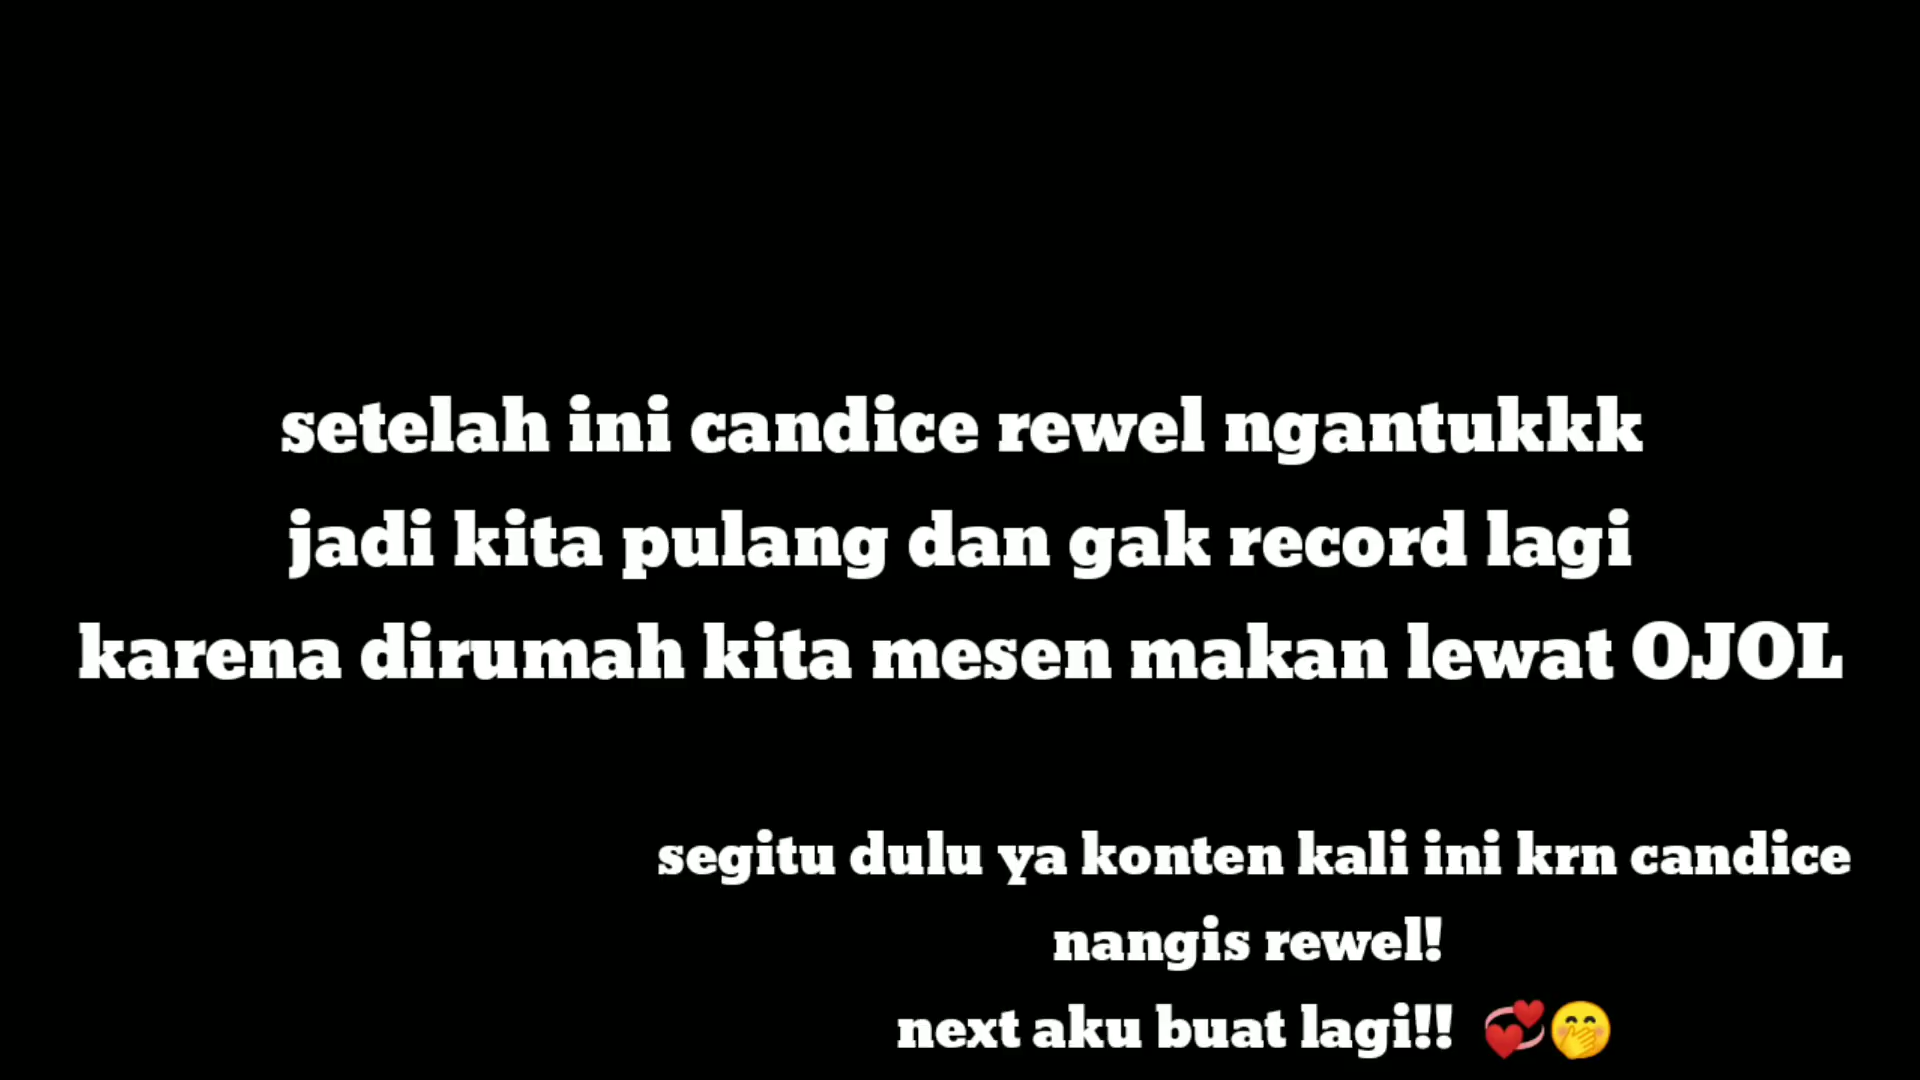 setelah ini candice rewel ngantukkk
jadi kita pulang dan gak record lagi
karena dirumah kita mesen makan lewat OJOL
segitu dulu ya konten kali ini krn candice
nangis rewel!
next aku buat lagi!! 💞🤭